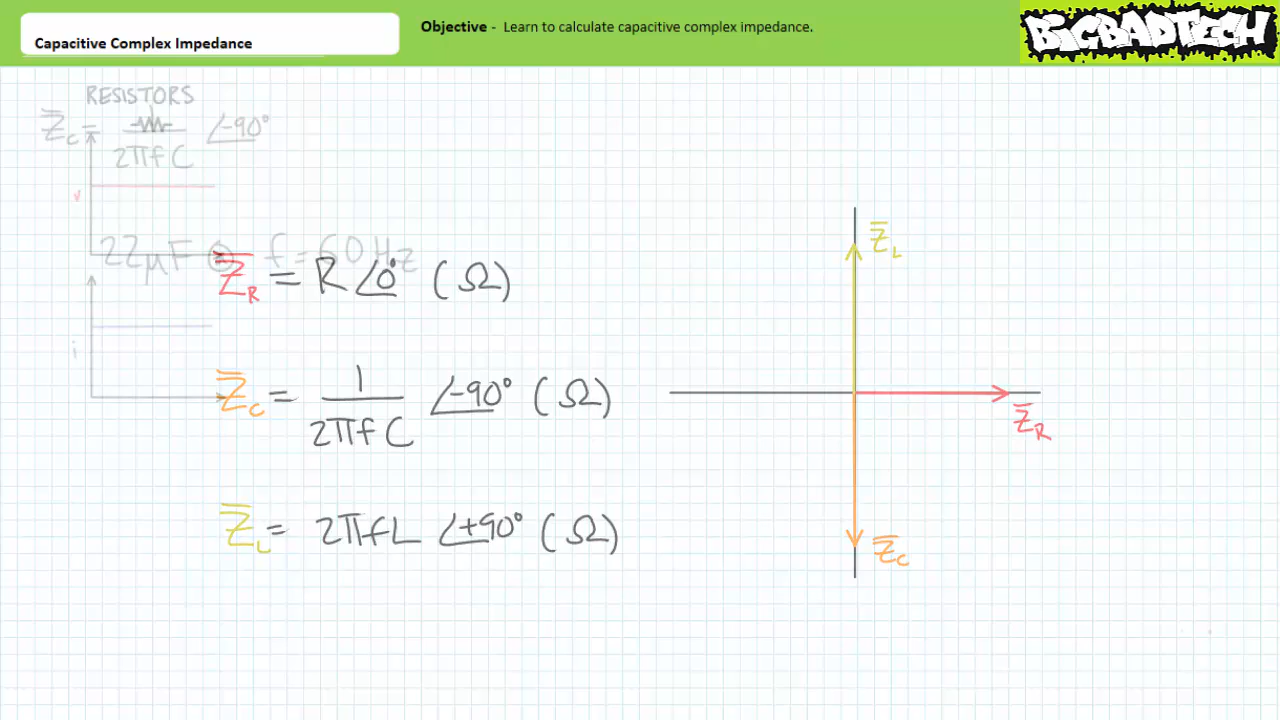 Capacitive Complex Impedance
Objective - Learn to calculate capacitive complex impedance.
BIGBADTECH
RESISTORS
Z̅C = 2πfC ∠-90°
v
22μF @ f = 60Hz
i
Z̅R = R∠0° (Ω)
Z̅C = 1/2πfC ∠-90° (Ω)
Z̅L = 2πfL ∠+90° (Ω)
Z̅L
Z̅R
Z̅C